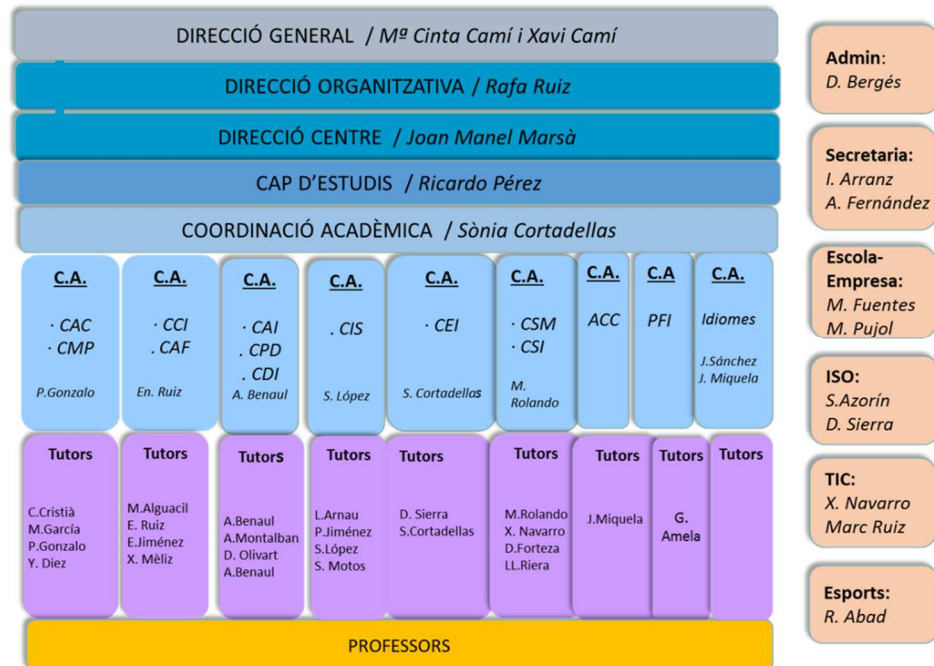 DIRECCIÓ GENERAL / Mª Cinta Camí i Xavi Camí
DIRECCIÓ ORGANITZATIVA / Rafa Ruiz
DIRECCIÓ CENTRE / Joan Manel Marsà
CAP D'ESTUDIS / Ricardo Pérez
COORDINACIÓ ACADÈMICA / Sònia Cortadellas
C.A.
· CAC
· CMP
P.Gonzalo
C.A.
· CCI
. CAF
En. Ruiz
C.A.
· CAI
. CPD
. CDI
A. Benaul
C.A.
. CIS
S. López
C.A.
· CEI
S. Cortadellas
C.A.
· CSM
· CSI
M.
Rolando
C.A.
ACC
C.A.
PFI
C.A.
Idiomes
J.Sánchez
J. Miquela
Tutors
C.Cristià
M.García
P.Gonzalo
Y. Diez
Tutors
M.Alguacil
E. Ruiz
E.Jiménez
X. Mèliz
Tutors
A.Benaul
A.Montalban
D. Olivart
A.Benaul
Tutors
L.Arnau
P.Jiménez
S.López
S. Motos
Tutors
D. Sierra
S.Cortadellas
Tutors
M.Rolando
X. Navarro
D.Forteza
LL.Riera
Tutors
J.Miquela
Tutors
G.
Amela
Tutors
PROFESSORS
Admin:
D. Bergés
Secretaria:
I. Arranz
A. Fernández
Escola-
Empresa:
M. Fuentes
M. Pujol
ISO:
S.Azorín
D. Sierra
TIC:
X. Navarro
Marc Ruiz
Esports:
R. Abad